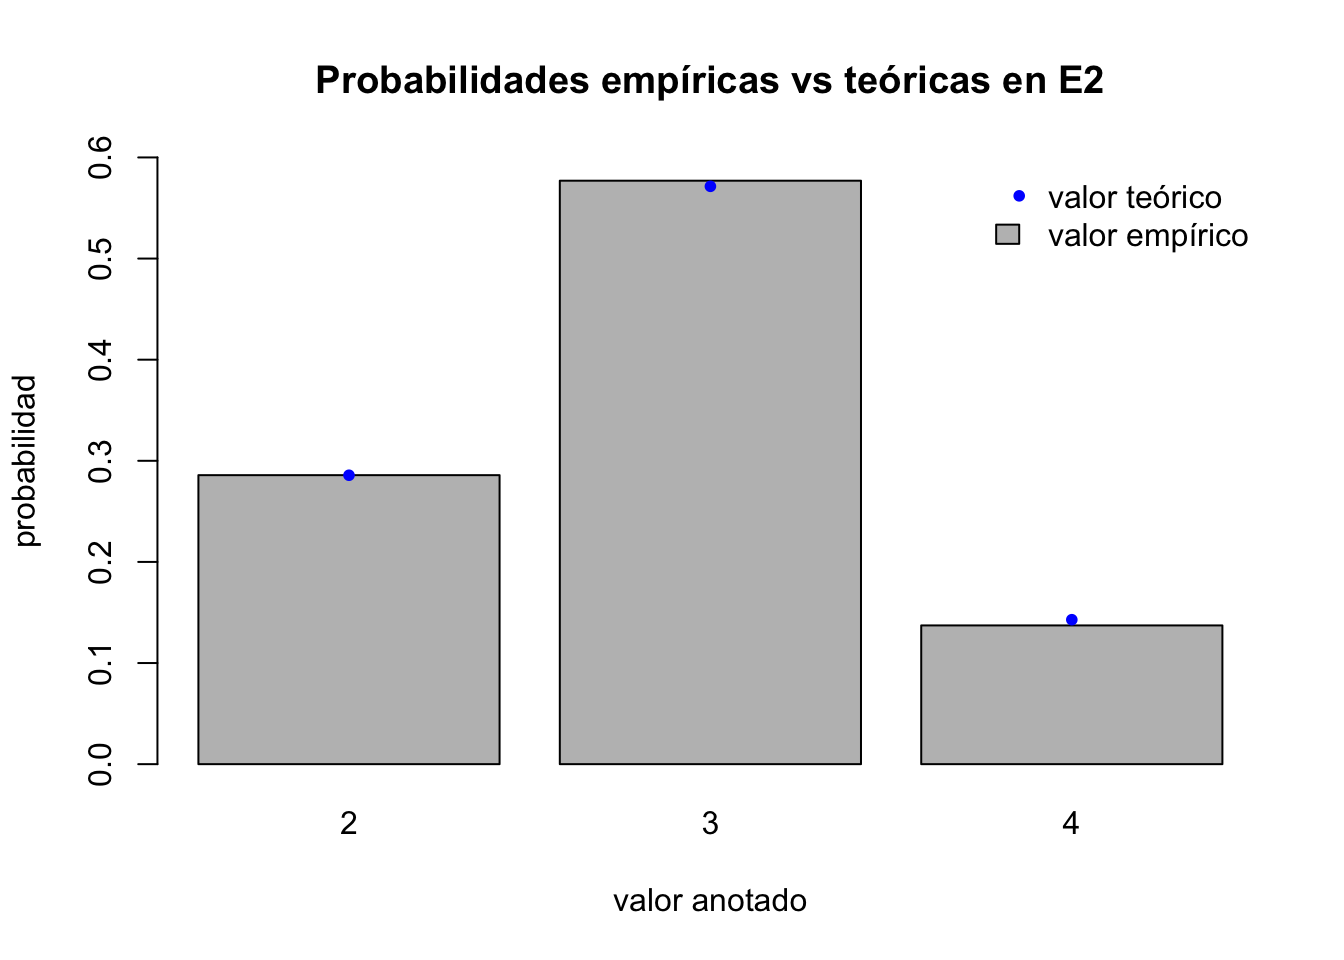 Probabilidades empíricas vs teóricas en E2
valor teórico
valor empírico
probabilidad
0.6
0.5
0.4
0.3
0.2
0.1
0.0
2
3
4
valor anotado